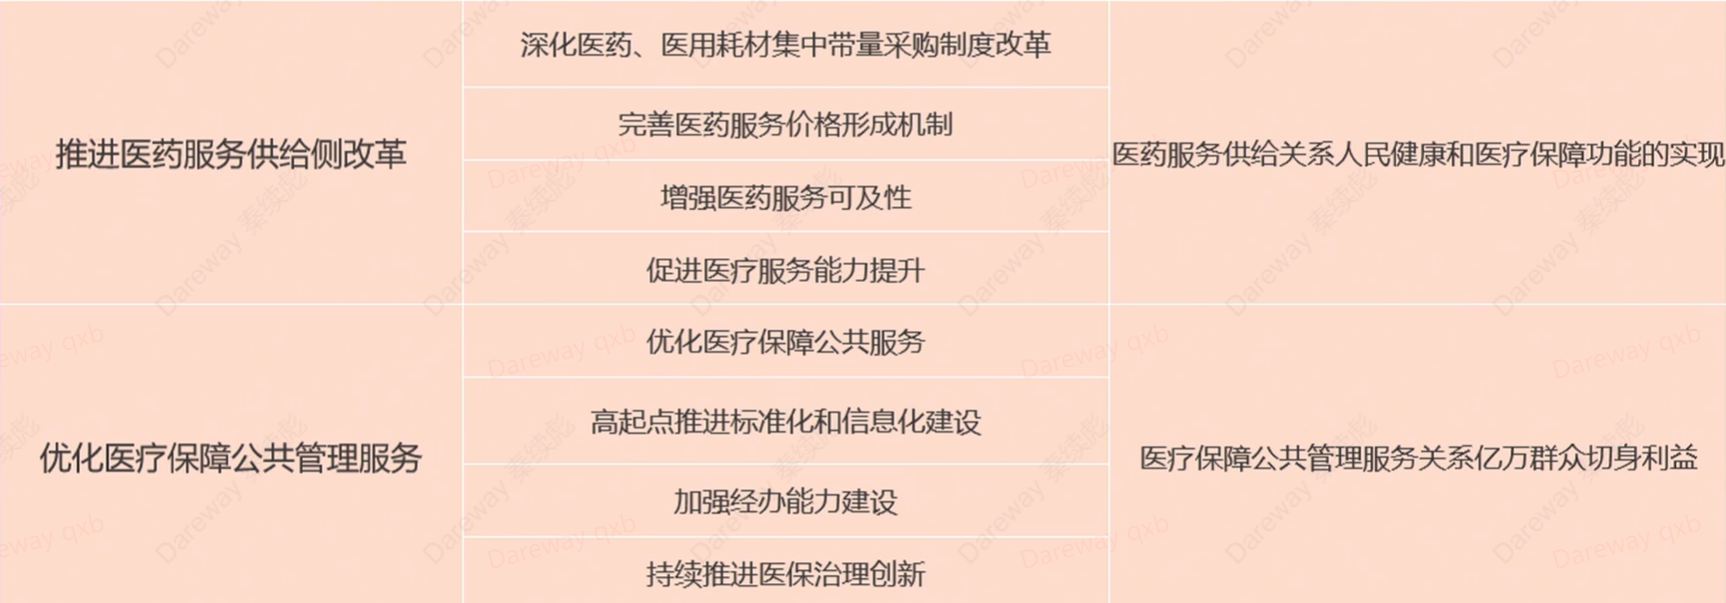 深化医药、医用耗材集中带量采购制度改革
完善医药服务价格形成机制
推进医药服务供给侧改革
医药服务供给关系人民健康和医疗保障功能的实现
增强医药服务可及性
促进医疗服务能力提升
优化医疗保障公共服务
高起点推进标准化和信息化建设
优化医疗保障公共管理服务
医疗保障公共管理服务关系亿万群众切身利益
加强经办能力建设
持续推进医保治理创新
Dareway 秦续彪
Dareway qxb